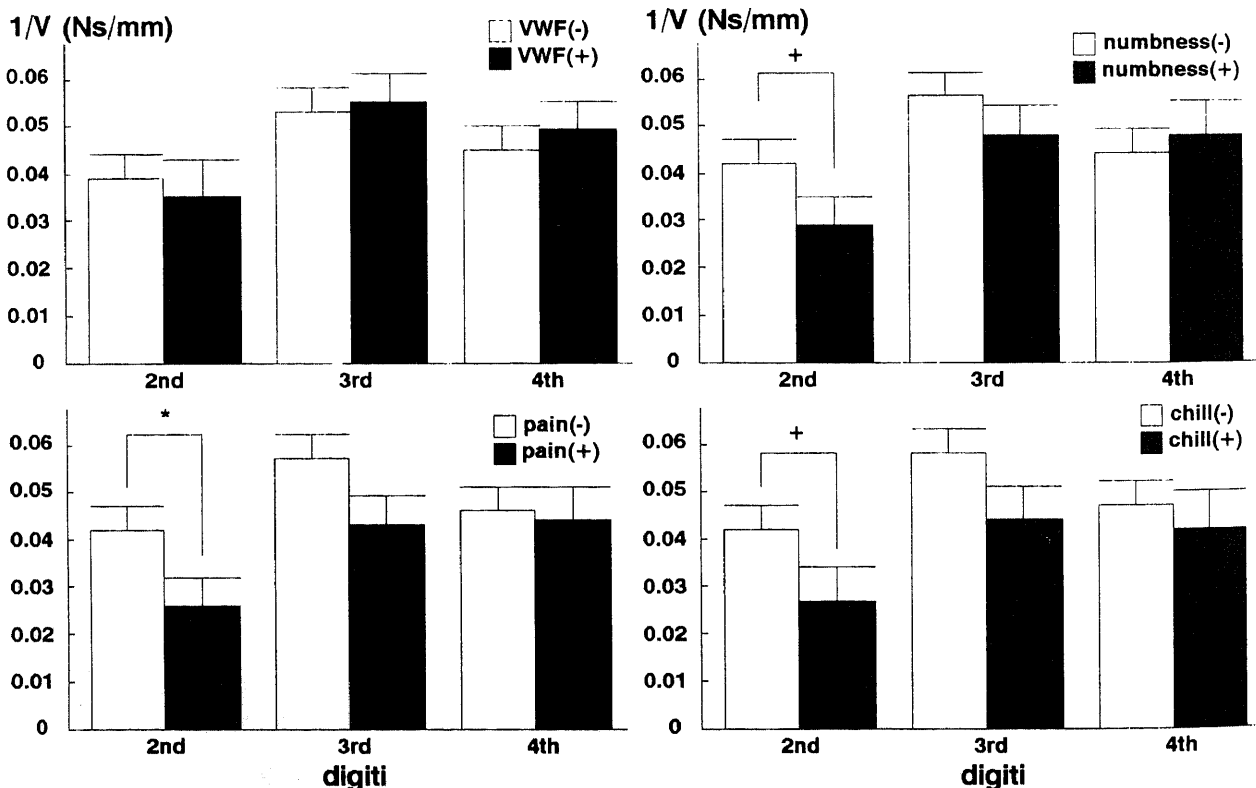 1/V (Ns/mm)
VWF(-)
VWF(+)
0.06
0.05
0.04
0.03
0.02
0.01
0
2nd 3rd 4th
1/V (Ns/mm)
numbness(-)
numbness(+)
+
0.06
0.05
0.04
0.03
0.02
0.01
0
2nd 3rd 4th
*
pain(-)
pain(+)
0.06
0.05
0.04
0.03
0.02
0.01
0
2nd 3rd 4th
digiti
+
chill(-)
chill(+)
0.06
0.05
0.04
0.03
0.02
0.01
0
2nd 3rd 4th
digiti